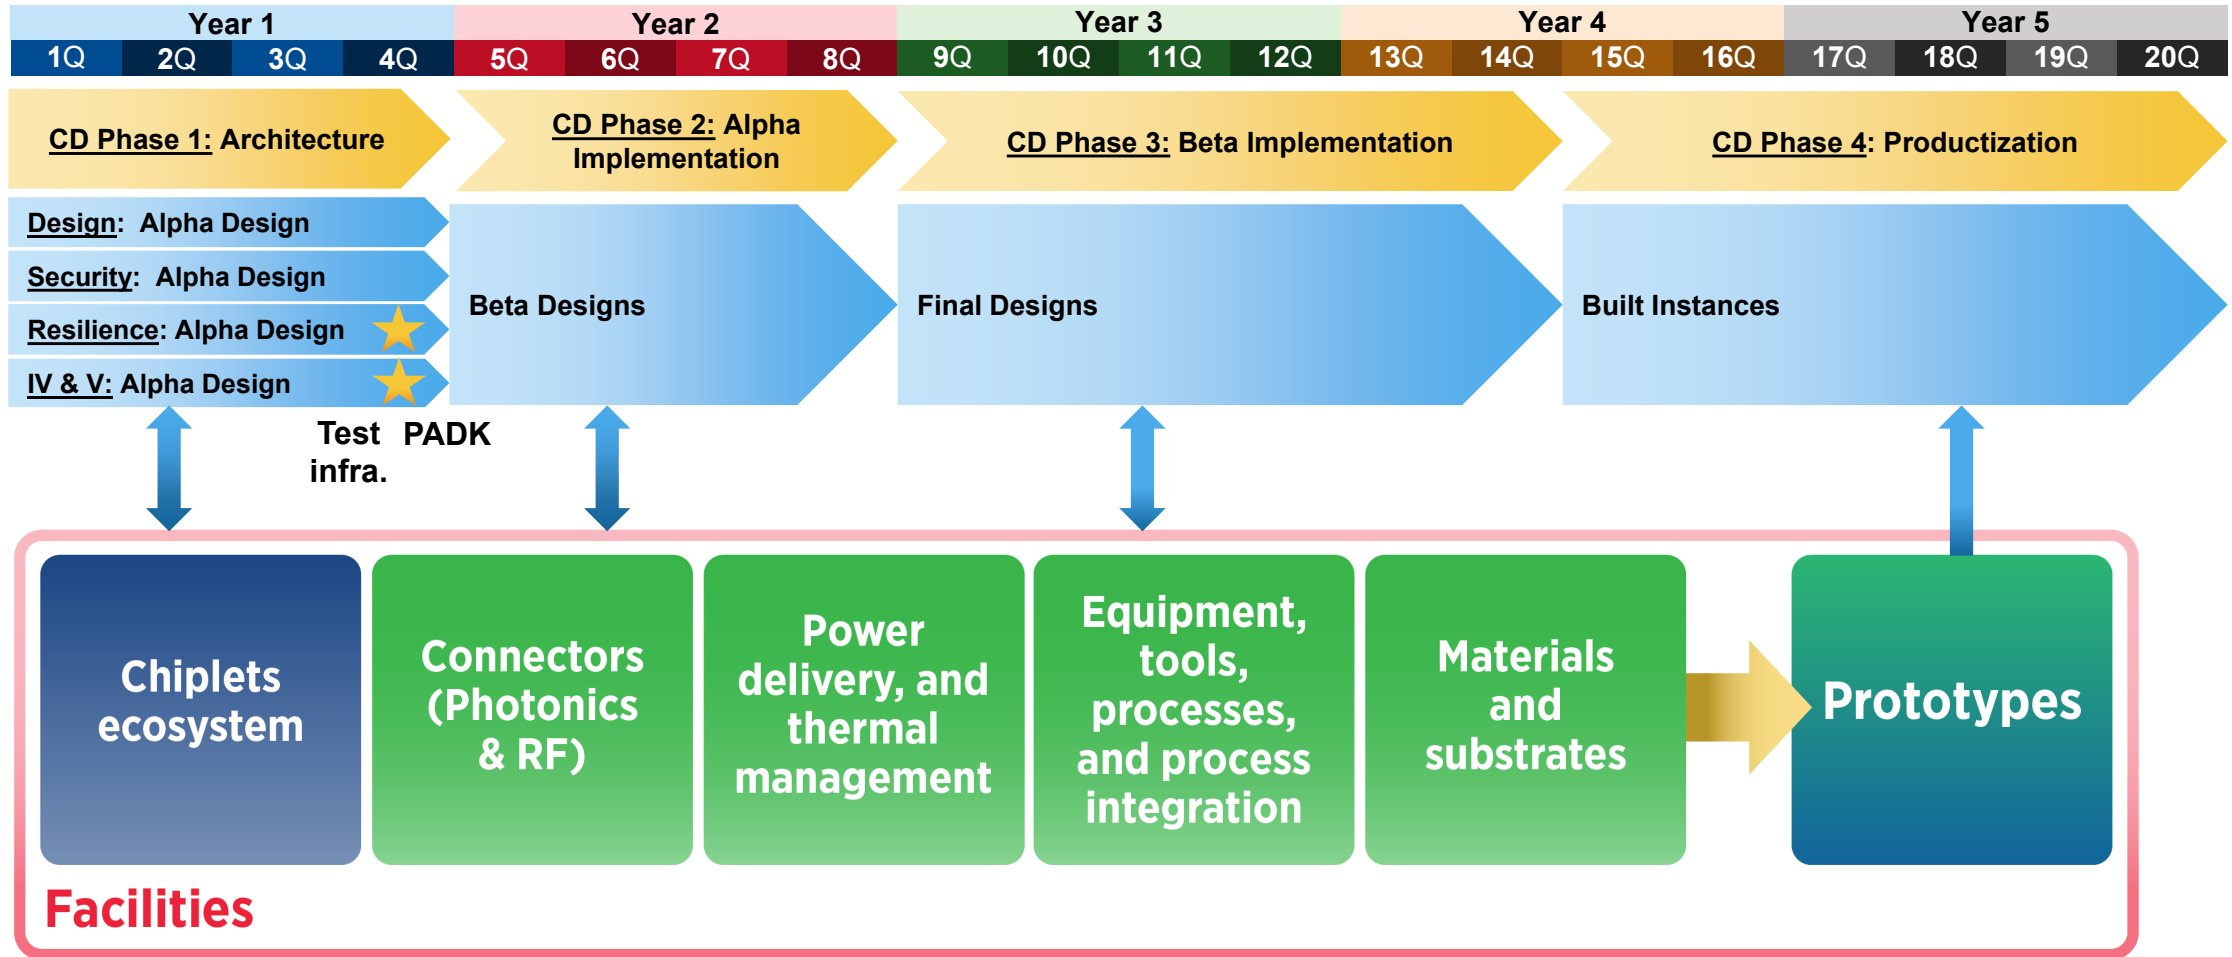 Year 1 Year 2 Year 3 Year 4 Year 5
1Q 2Q 3Q 4Q 5Q 6Q 7Q 8Q 9Q 10Q 11Q 12Q 13Q 14Q 15Q 16Q 17Q 18Q 19Q 20Q
CD Phase 1: Architecture
CD Phase 2: Alpha
Implementation
CD Phase 3: Beta Implementation
CD Phase 4: Productization
Design: Alpha Design
Security: Alpha Design
Resilience: Alpha Design
IV & V: Alpha Design
Beta Designs
Final Designs
Built Instances
Test
infra.
PADK
Chiplets
ecosystem
Connectors
(Photonics
& RF)
Power
delivery, and
thermal
management
Equipment,
tools,
processes,
and process
integration
Materials
and
substrates
Prototypes
Facilities